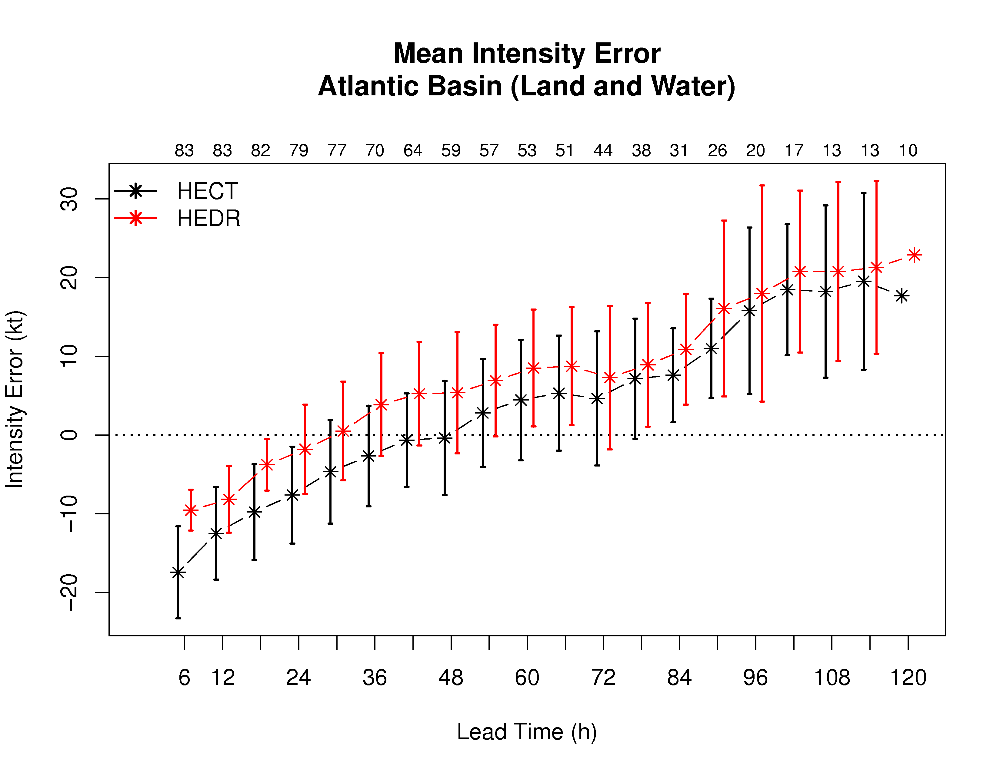 Mean Intensity Error
Atlantic Basin (Land and Water)
83 83 82 79 77 70 64 59 57 53 51 44 38 31 26 20 17 13 13 10
HECT
HEDR
30
20
10
0
−10
−20
Intensity Error (kt)
6 12 24 36 48 60 72 84 96 108 120
Lead Time (h)